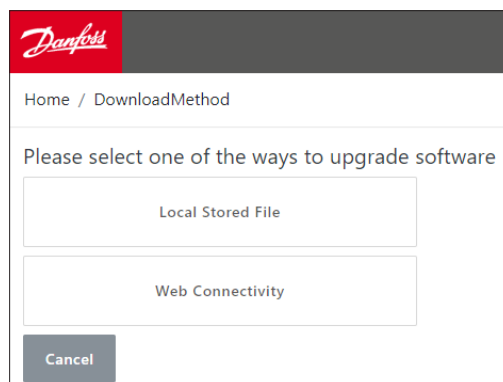 Danfoss
Home / DownloadMethod
Please select one of the ways to upgrade software
Local Stored File
Web Connectivity
Cancel